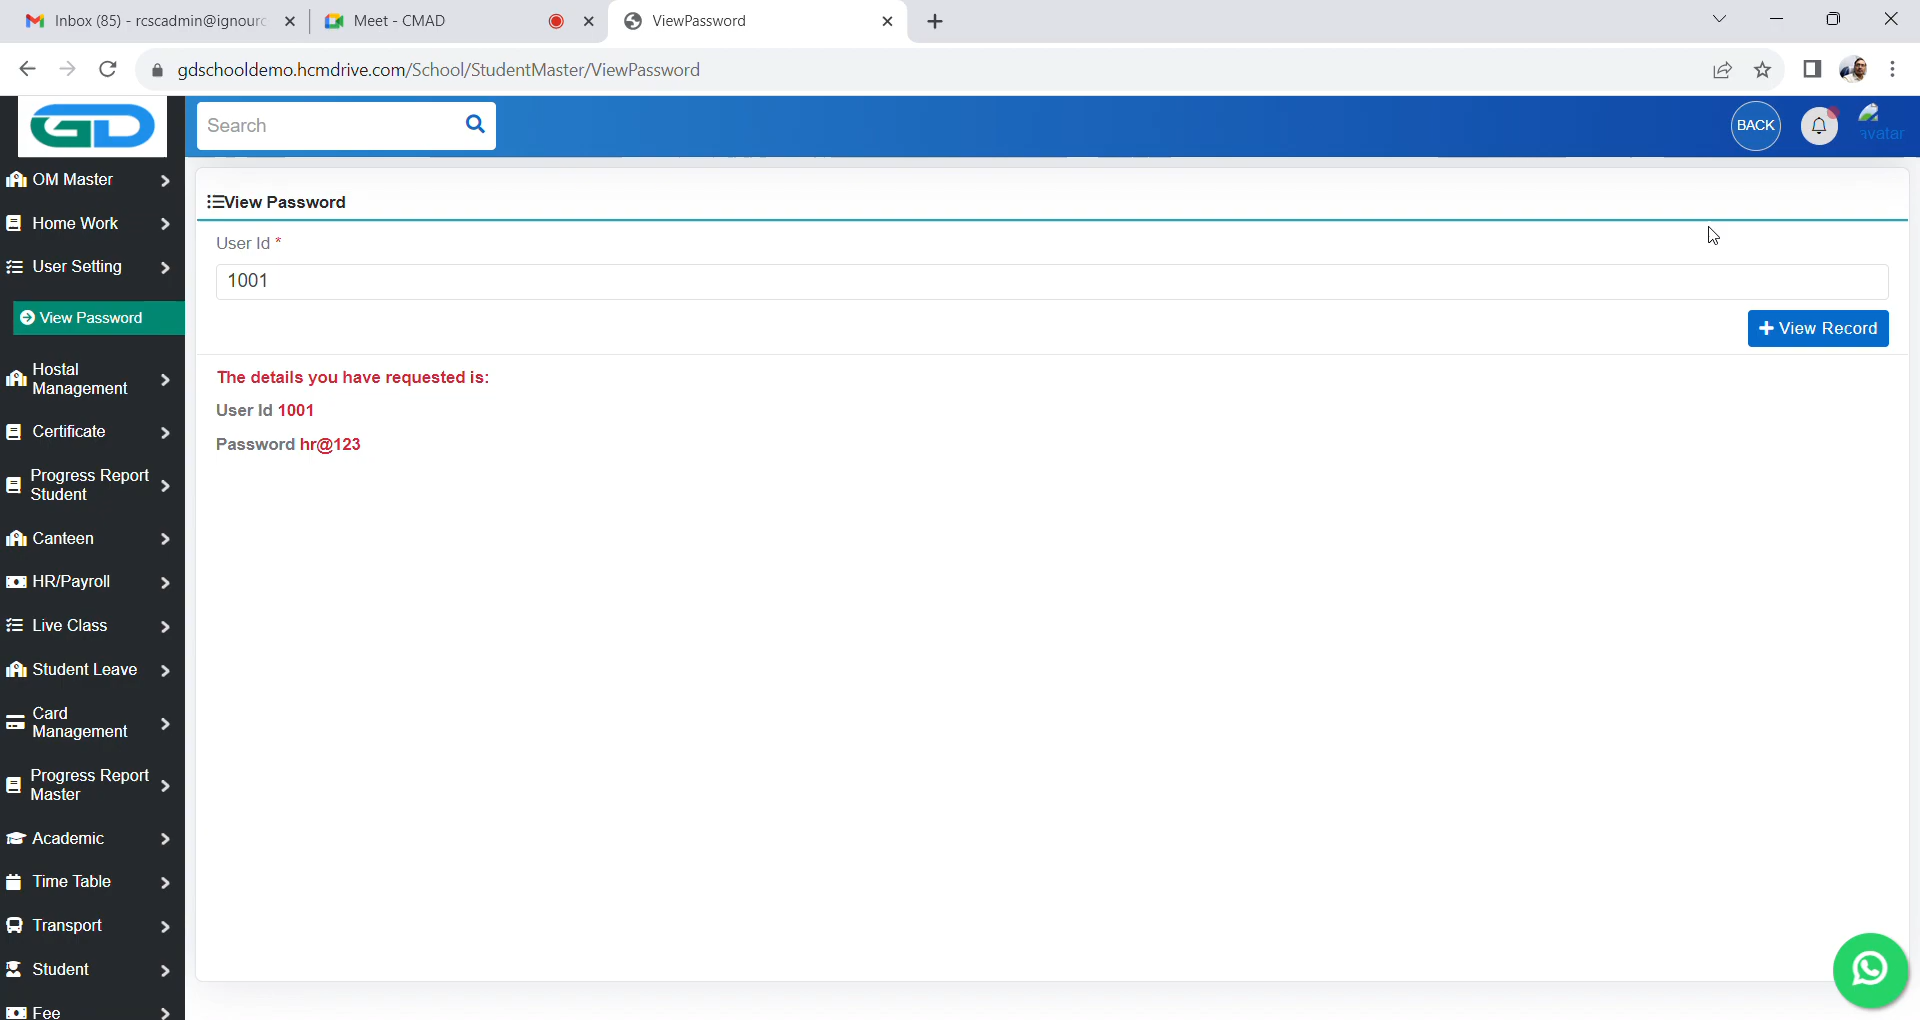 Inbox (85) - rcscadmin@ignourc
Meet - CMAD
ViewPassword
gdschooldemo.hcmdrive.com/School/StudentMaster/ViewPassword
GD
Search
BACK
avatar
OM Master
Home Work
User Setting
View Password
Hostal
Management
Certificate
Progress Report
Student
Canteen
HR/Payroll
Live Class
Student Leave
Card
Management
Progress Report
Master
Academic
Time Table
Transport
Student
Fee
View Password
User Id *
1001
View Record
The details you have requested is:
User Id 1001
Password hr@123